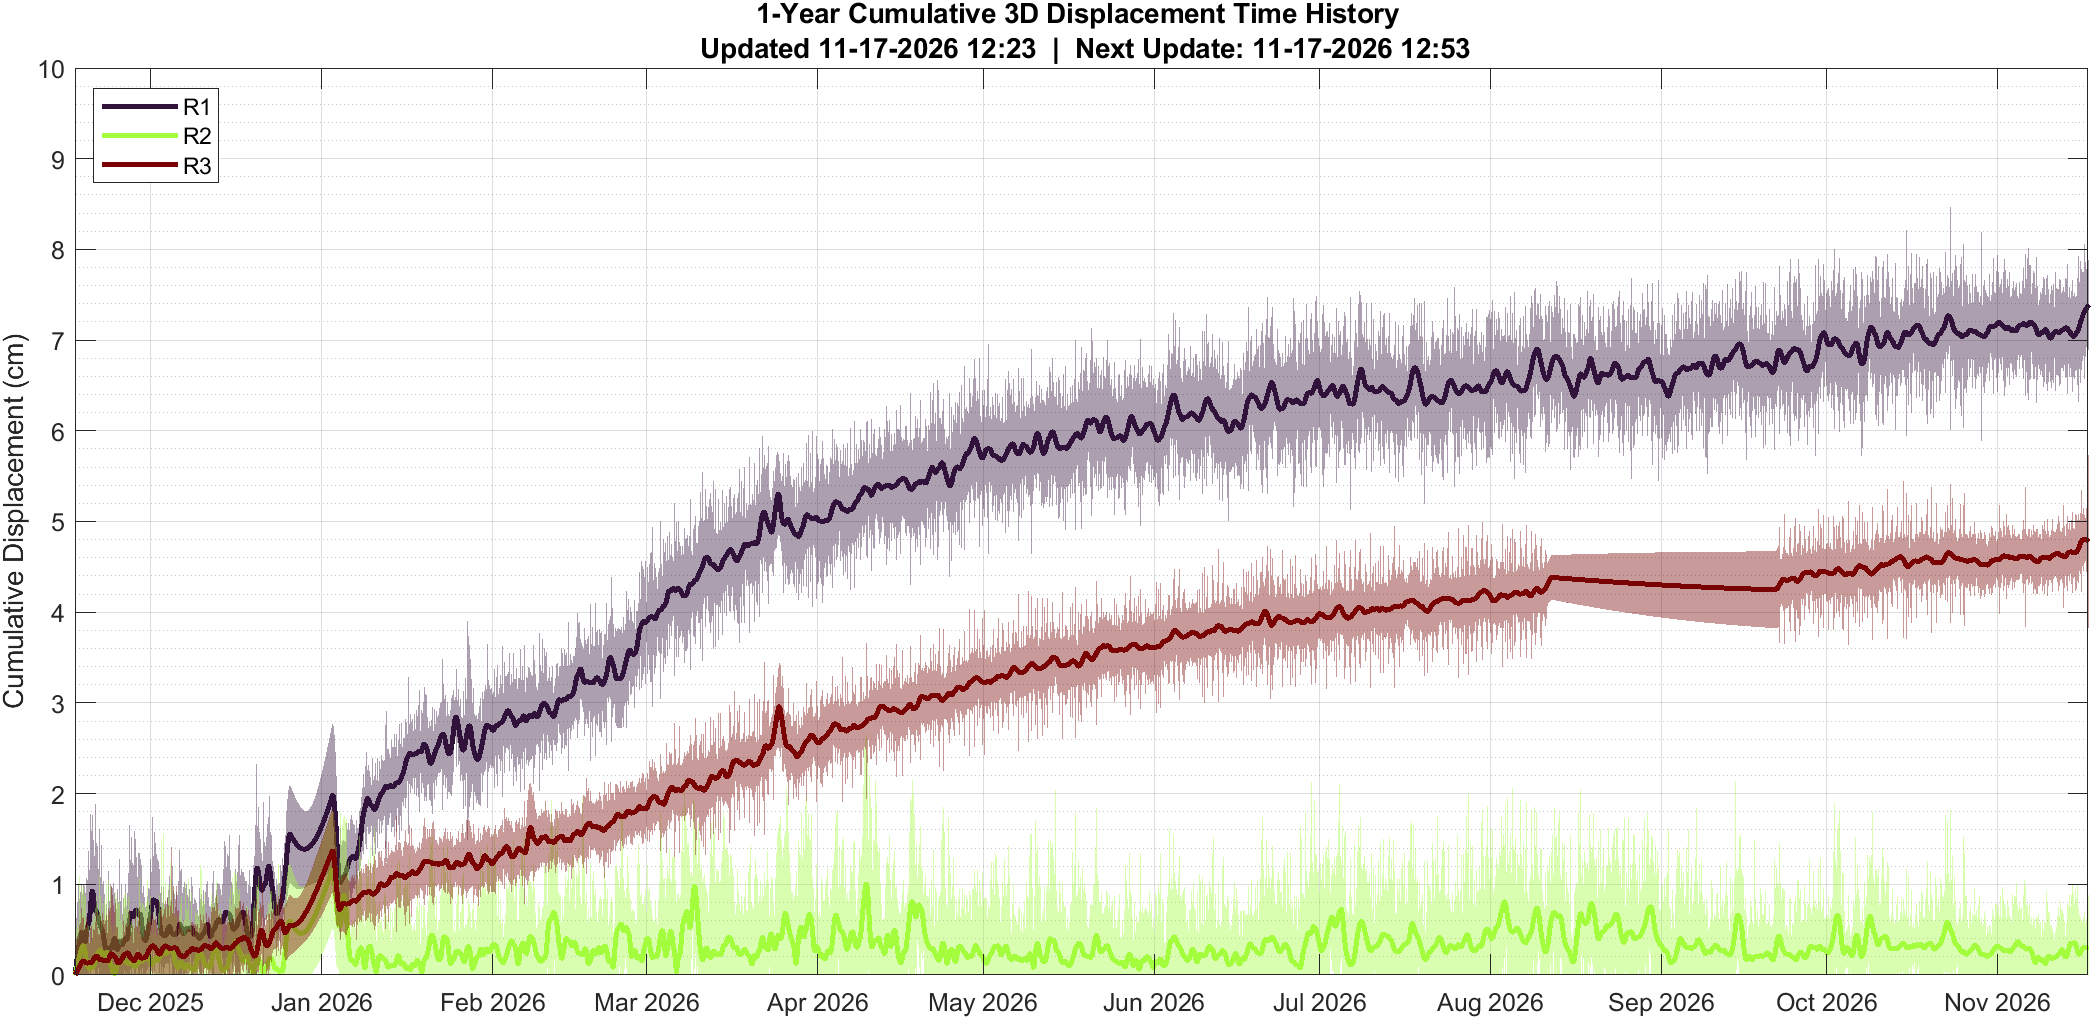 1-Year Cumulative 3D Displacement Time History
Updated 11-17-2026 12:23 | Next Update: 11-17-2026 12:53
10
9
8
7
6
5
4
3
2
1
0
Cumulative Displacement (cm)
R1
R2
R3
Dec 2025
Jan 2026
Feb 2026
Mar 2026
Apr 2026
May 2026
Jun 2026
Jul 2026
Aug 2026
Sep 2026
Oct 2026
Nov 2026